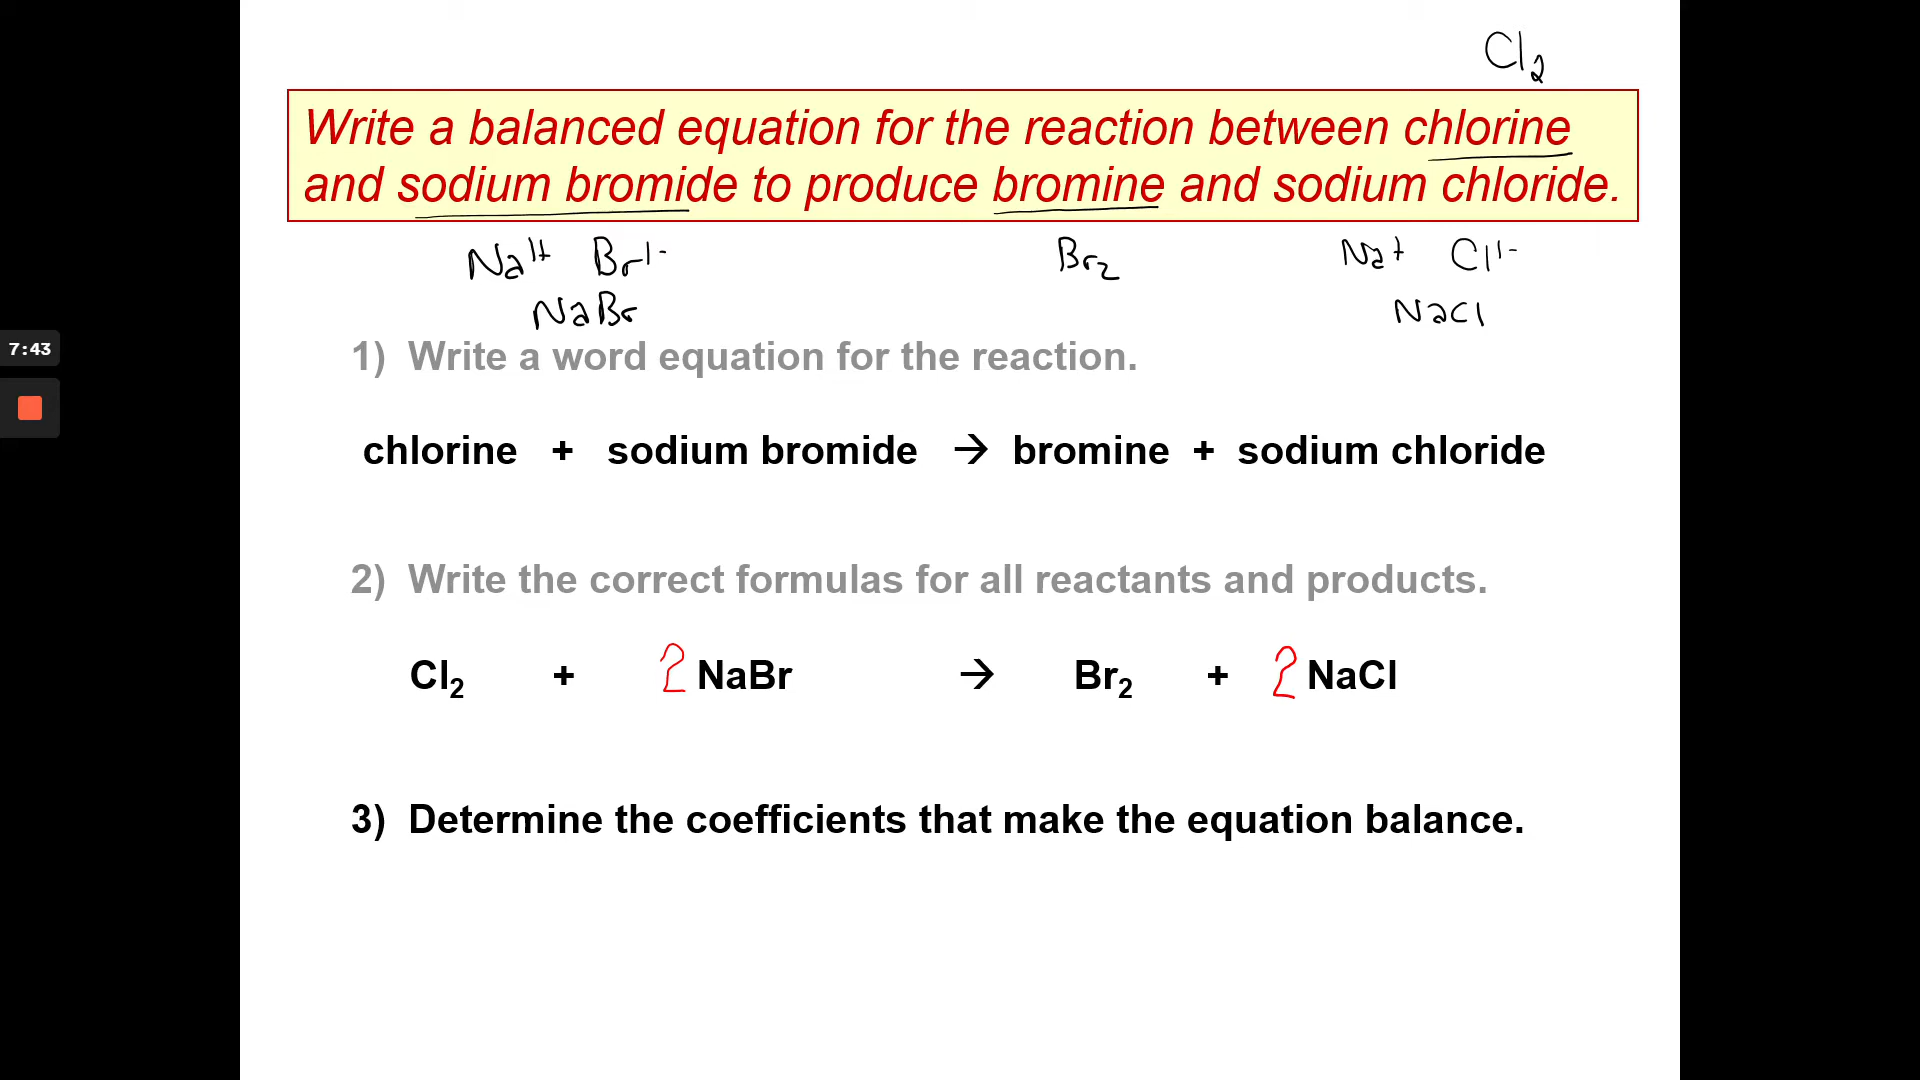 Cl₂
Write a balanced equation for the reaction between chlorine
and sodium bromide to produce bromine and sodium chloride.
Na¹⁺ Br¹⁻ Br₂ Na⁺ Cl¹⁻
NaBr NaCl
7:43
1) Write a word equation for the reaction.
chlorine + sodium bromide → bromine + sodium chloride
2) Write the correct formulas for all reactants and products.
Cl₂ + 2 NaBr → Br₂ + 2 NaCl
3) Determine the coefficients that make the equation balance.